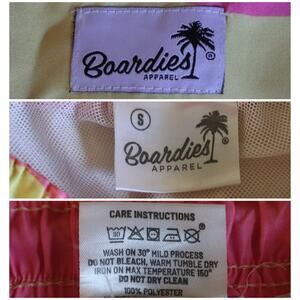 Boardies
APPAREL
S
Boardies
APPAREL
CARE INSTRUCTIONS
30
WASH ON 30° MILD PROCESS
DO NOT BLEACH, WARM TUMBLE DRY
IRON ON MAX TEMPERATURE 150°
DO NOT DRY CLEAN
100% POLYESTER